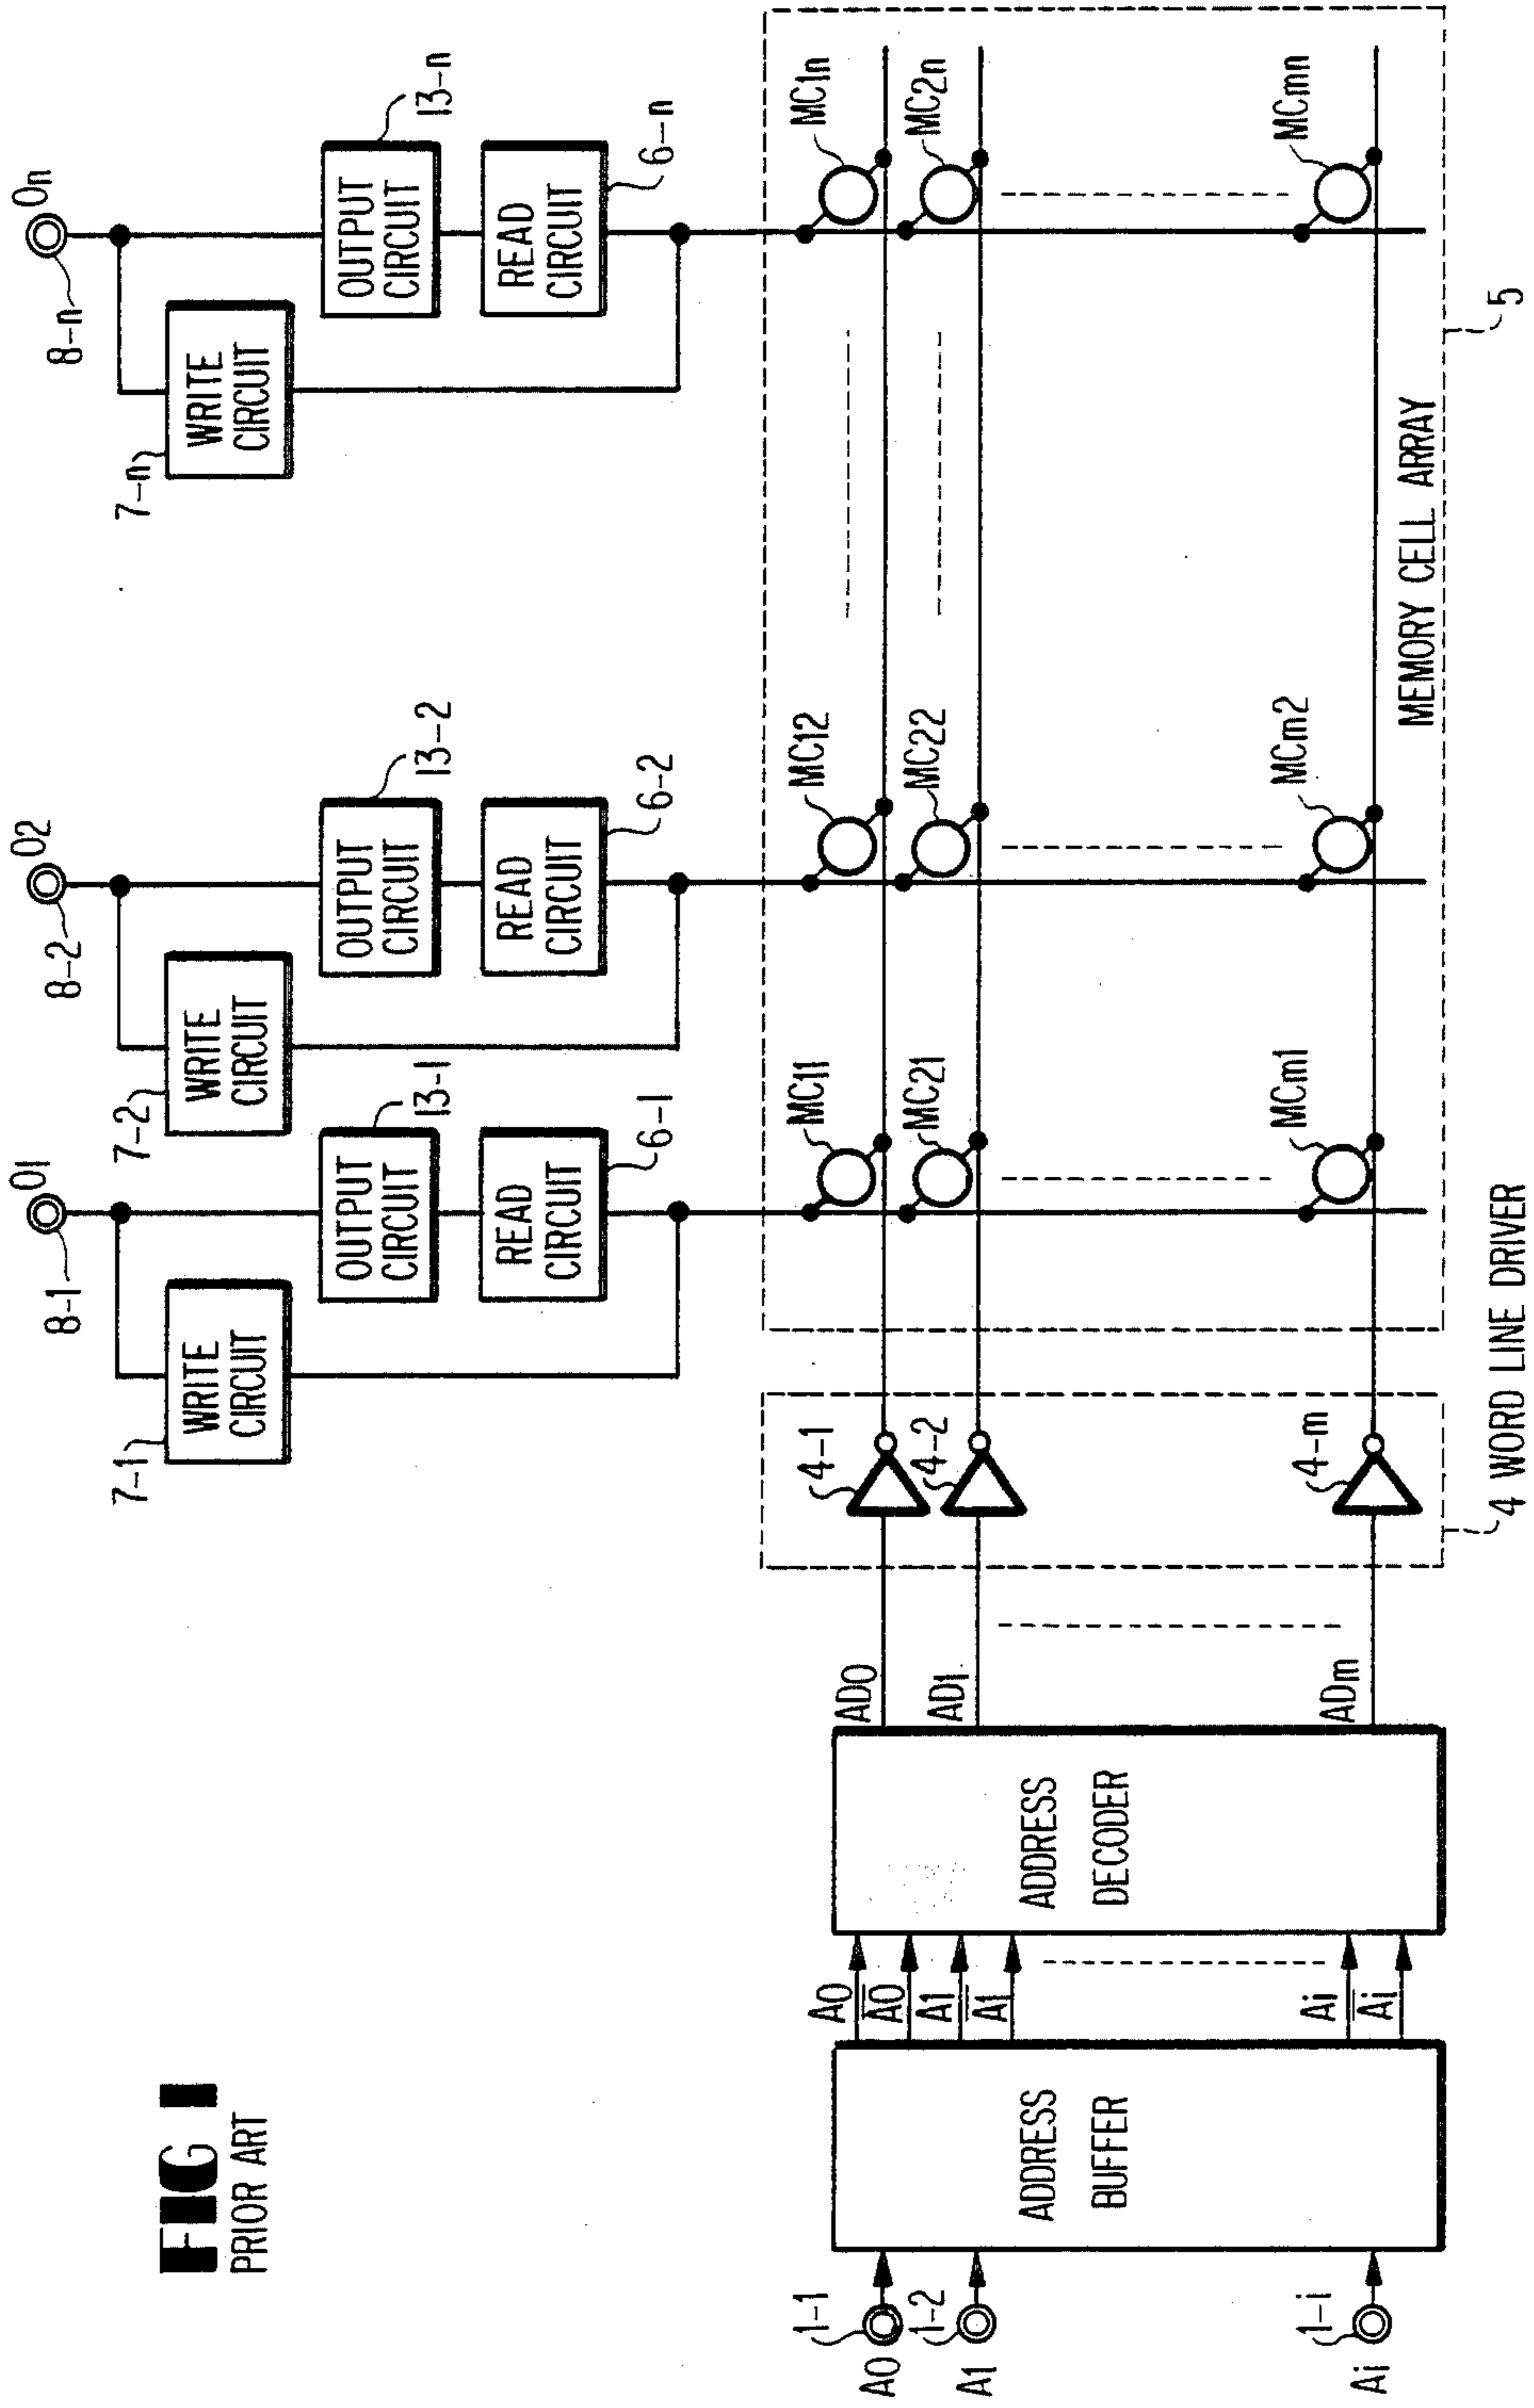 FIG 1
PRIOR ART
8-1
O1
8-2
O2
8-n
On
7-1
WRITE
CIRCUIT
7-2
WRITE
CIRCUIT
7-n
WRITE
CIRCUIT
OUTPUT
CIRCUIT
13-1
OUTPUT
CIRCUIT
13-2
OUTPUT
CIRCUIT
13-n
READ
CIRCUIT
6-1
READ
CIRCUIT
6-2
READ
CIRCUIT
6-n
1-1
A0
1-2
A1
1-i
Ai
ADDRESS
BUFFER
A0
A̅0̅
A1
A̅1̅
Ai
A̅i̅
ADDRESS
DECODER
AD0
AD1
ADm
4-1
4-2
4-m
4 WORD LINE DRIVER
MC11
MC12
MC1n
MC21
MC22
MC2n
MCm1
MCm2
MCmn
MEMORY CELL ARRAY
5